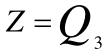 Z = Q₃